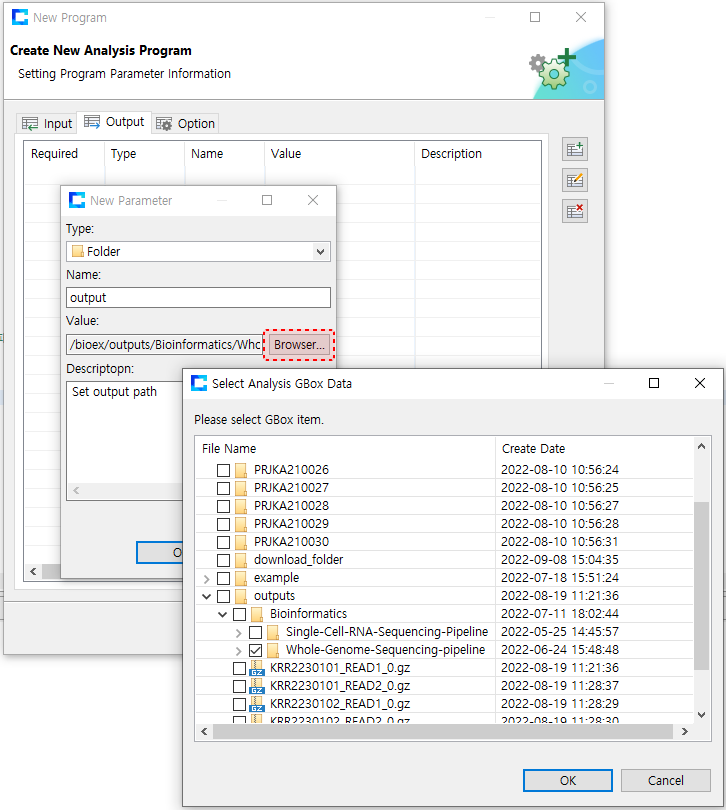 New Program
Create New Analysis Program
Setting Program Parameter Information
Input Output Option
Required Type Name Value Description
New Parameter
Type:
Folder
Name:
output
Value:
/bioex/outputs/Bioinformatics/Who
Browser...
Descriptopn:
Set output path
Select Analysis GBox Data
Please select GBox item.
File Name Create Date
PRJKA210026 2022-08-10 10:56:24
PRJKA210027 2022-08-10 10:56:25
PRJKA210028 2022-08-10 10:56:27
PRJKA210029 2022-08-10 10:56:28
PRJKA210030 2022-08-10 10:56:31
download_folder 2022-09-08 15:04:35
example 2022-07-18 15:51:24
outputs 2022-08-19 11:21:36
Bioinformatics 2022-07-11 18:02:44
Single-Cell-RNA-Sequencing-Pipeline 2022-05-25 14:45:57
Whole-Genome-Sequencing-pipeline 2022-06-24 15:48:48
GZ KRR2230101_READ1_0.gz 2022-08-19 11:21:36
GZ KRR2230101_READ2_0.gz 2022-08-19 11:28:37
GZ KRR2230102_READ1_0.gz 2022-08-19 11:28:29
KRR2230102_READ2_0.gz 2022-08-19 11:28:30
OK Cancel